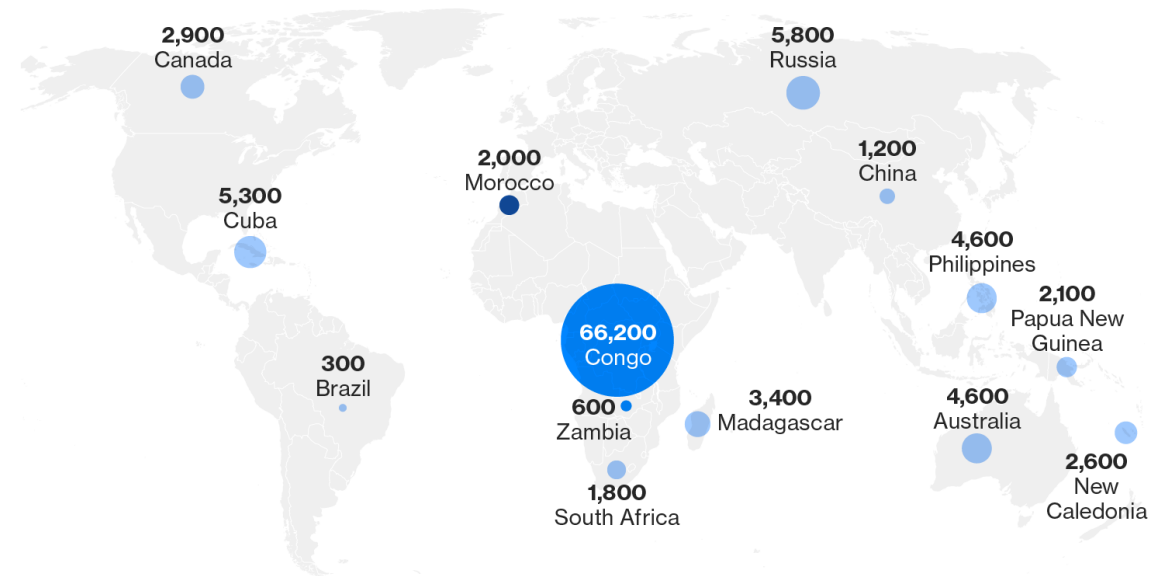 2,900
Canada
5,800
Russia
2,000
Morocco
1,200
China
5,300
Cuba
4,600
Philippines
2,100
Papua New
Guinea
66,200
Congo
300
Brazil
600
Zambia
3,400
Madagascar
4,600
Australia
2,600
New
Caledonia
1,800
South Africa